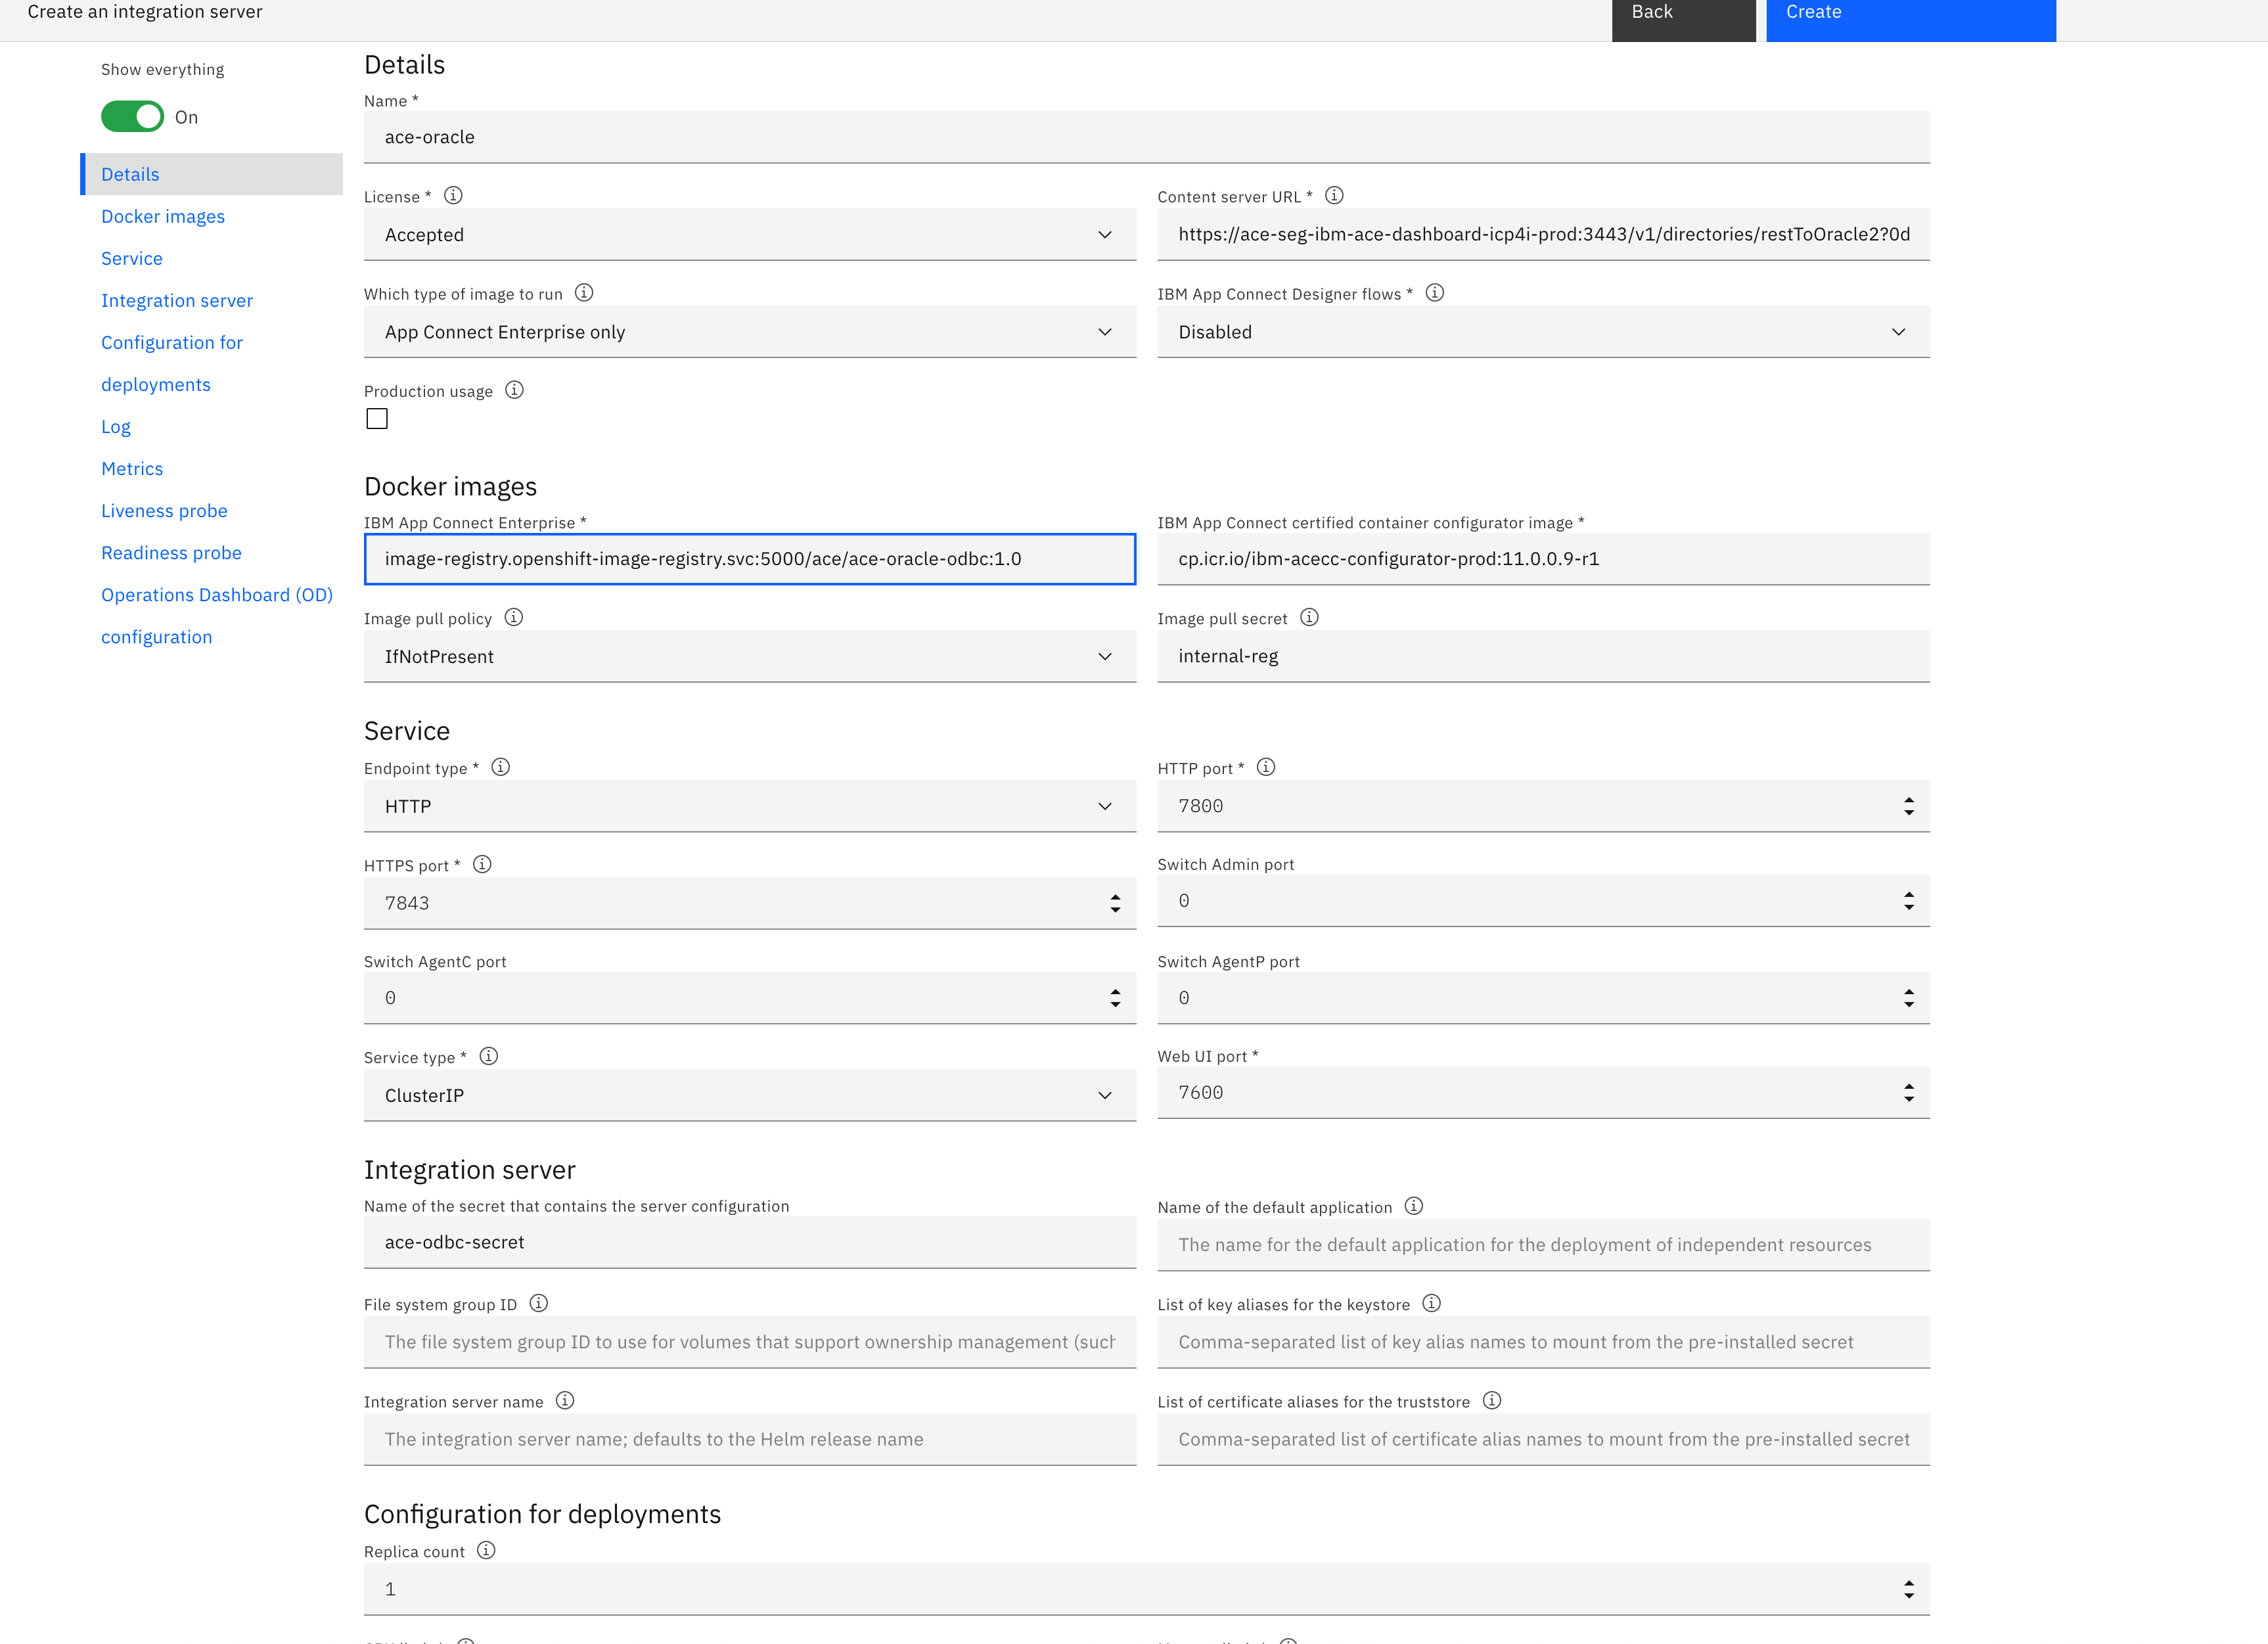 Create an integration server
Back
Create
Show everything
On
Details
Docker images
Service
Integration server
Configuration for
deployments
Log
Metrics
Liveness probe
Readiness probe
Operations Dashboard (OD)
configuration
Details
Name *
ace-oracle
License *
Content server URL *
Accepted
https://ace-seg-ibm-ace-dashboard-icp4i-prod:3443/v1/directories/restToOracle2?0d
Which type of image to run
IBM App Connect Designer flows *
App Connect Enterprise only
Disabled
Production usage
Docker images
IBM App Connect Enterprise *
IBM App Connect certified container configurator image *
image-registry.openshift-image-registry.svc:5000/ace/ace-oracle-odbc:1.0
cp.icr.io/ibm-acecc-configurator-prod:11.0.0.9-r1
Image pull policy
Image pull secret
IfNotPresent
internal-reg
Service
Endpoint type *
HTTP port *
HTTP
7800
HTTPS port *
Switch Admin port
7843
0
Switch AgentC port
Switch AgentP port
0
0
Service type *
Web UI port *
ClusterIP
7600
Integration server
Name of the secret that contains the server configuration
Name of the default application
ace-odbc-secret
The name for the default application for the deployment of independent resources
File system group ID
List of key aliases for the keystore
The file system group ID to use for volumes that support ownership management (such
Comma-separated list of key alias names to mount from the pre-installed secret
Integration server name
List of certificate aliases for the truststore
The integration server name; defaults to the Helm release name
Comma-separated list of certificate alias names to mount from the pre-installed secret
Configuration for deployments
Replica count
1